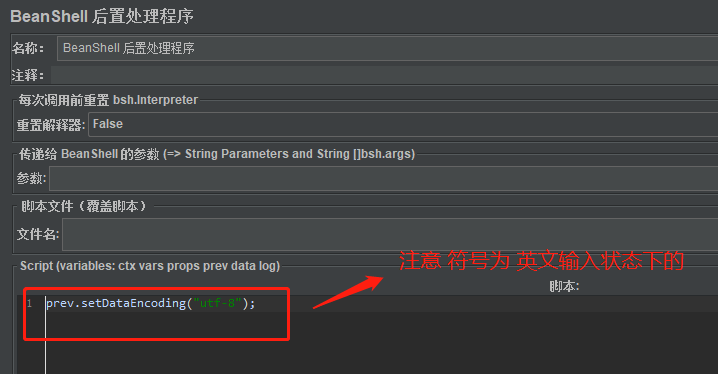 BeanShell 后置处理程序
名称： BeanShell 后置处理程序
注释：
每次调用前重置 bsh.Interpreter
重置解释器: False
传递给 BeanShell 的参数 (=> String Parameters and String []bsh.args)
参数:
脚本文件（覆盖脚本）
文件名:
注意 符号为 英文输入状态下的
Script (variables: ctx vars props prev data log)
脚本:
1 prev.setDataEncoding("utf-8");